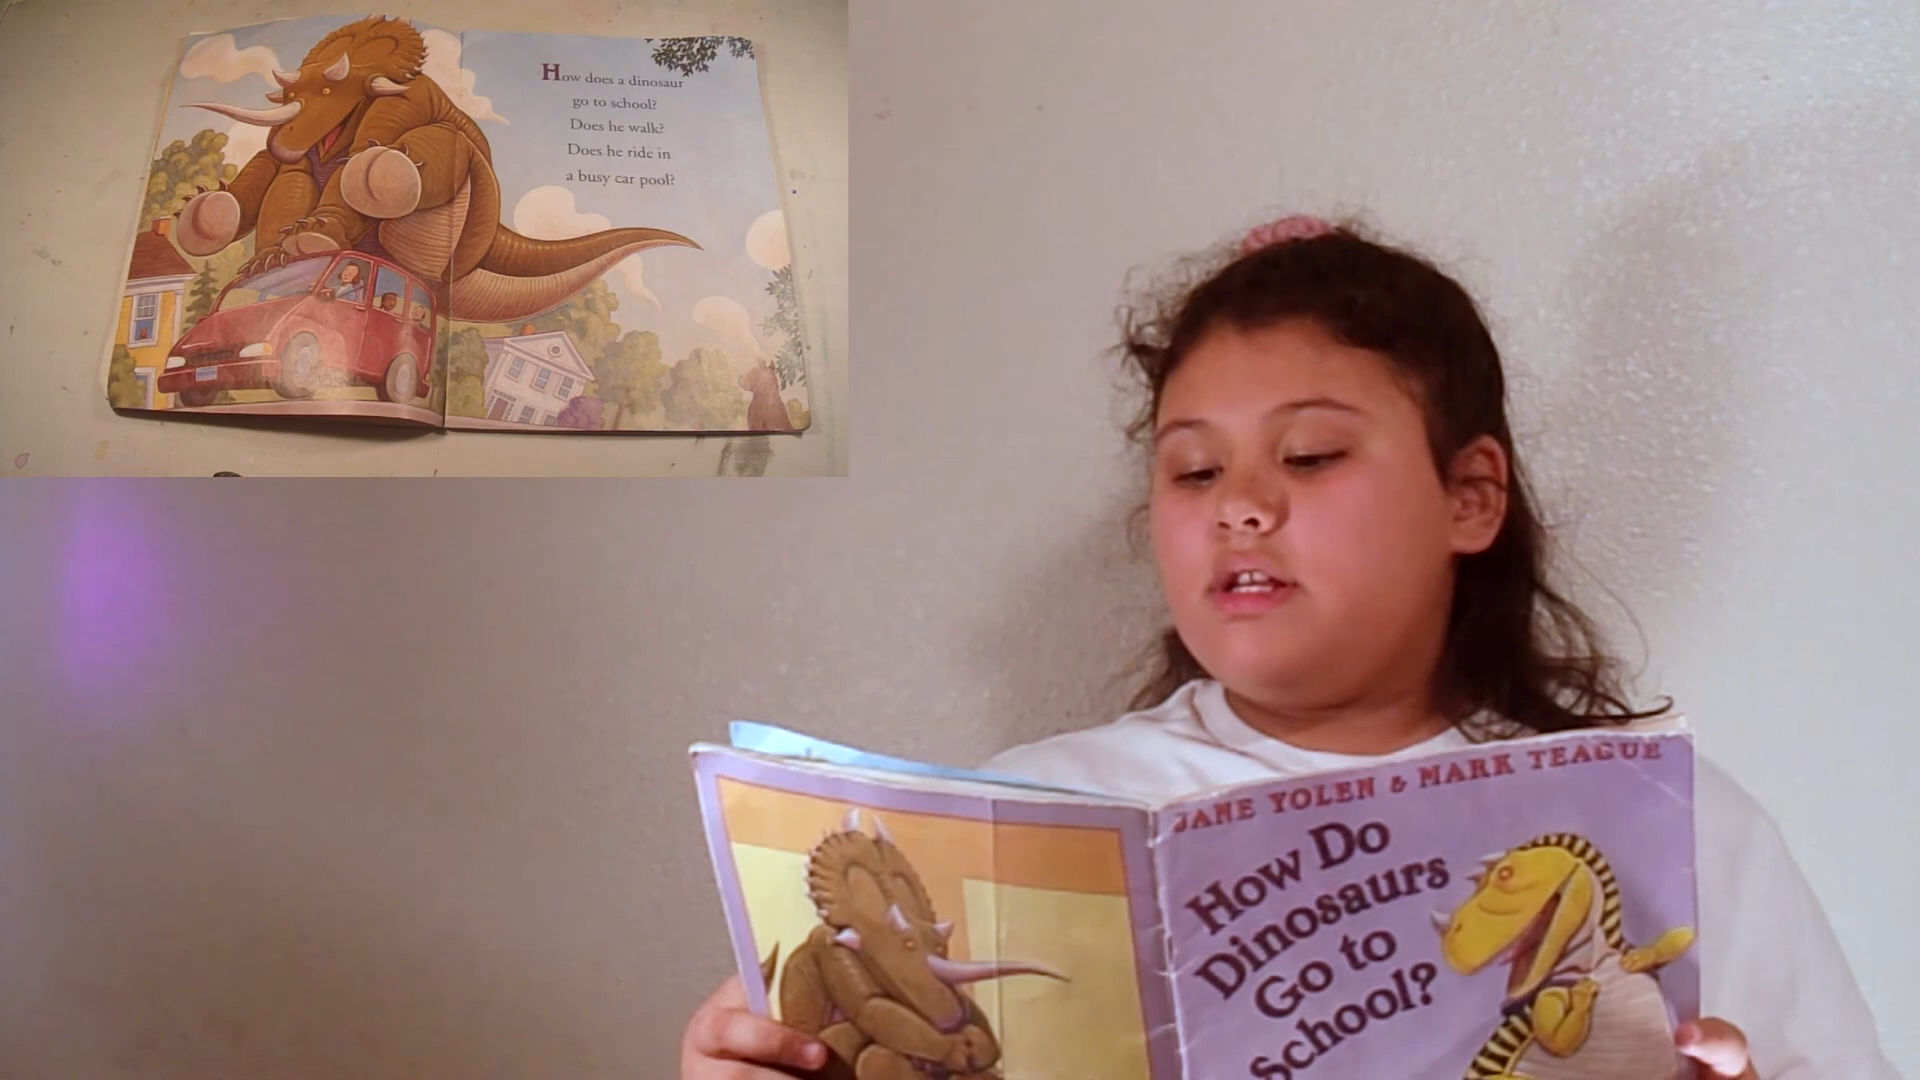 How does a dinosaur
go to school?
Does he walk?
Does he ride in
a busy car pool?
JANE YOLEN & MARK TEAGUE
How Do
Dinosaurs
Go to
School?